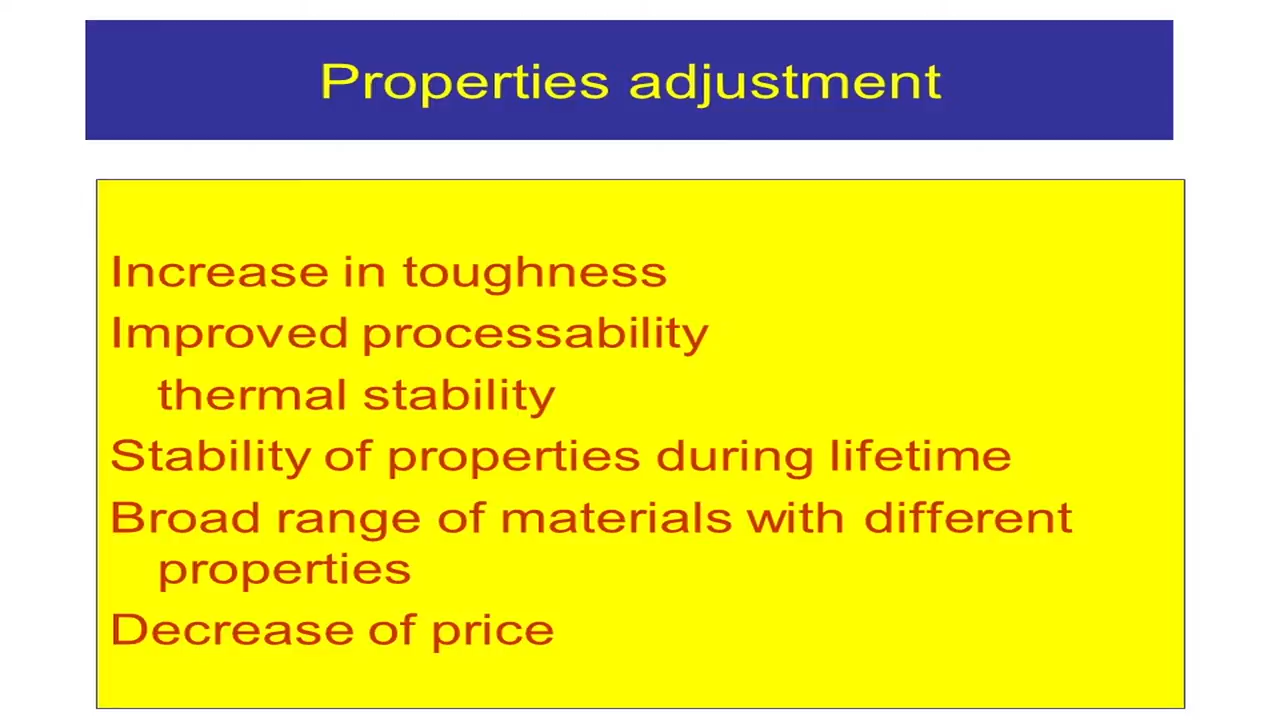 Properties adjustment
Increase in toughness
Improved processability
thermal stability
Stability of properties during lifetime
Broad range of materials with different
properties
Decrease of price